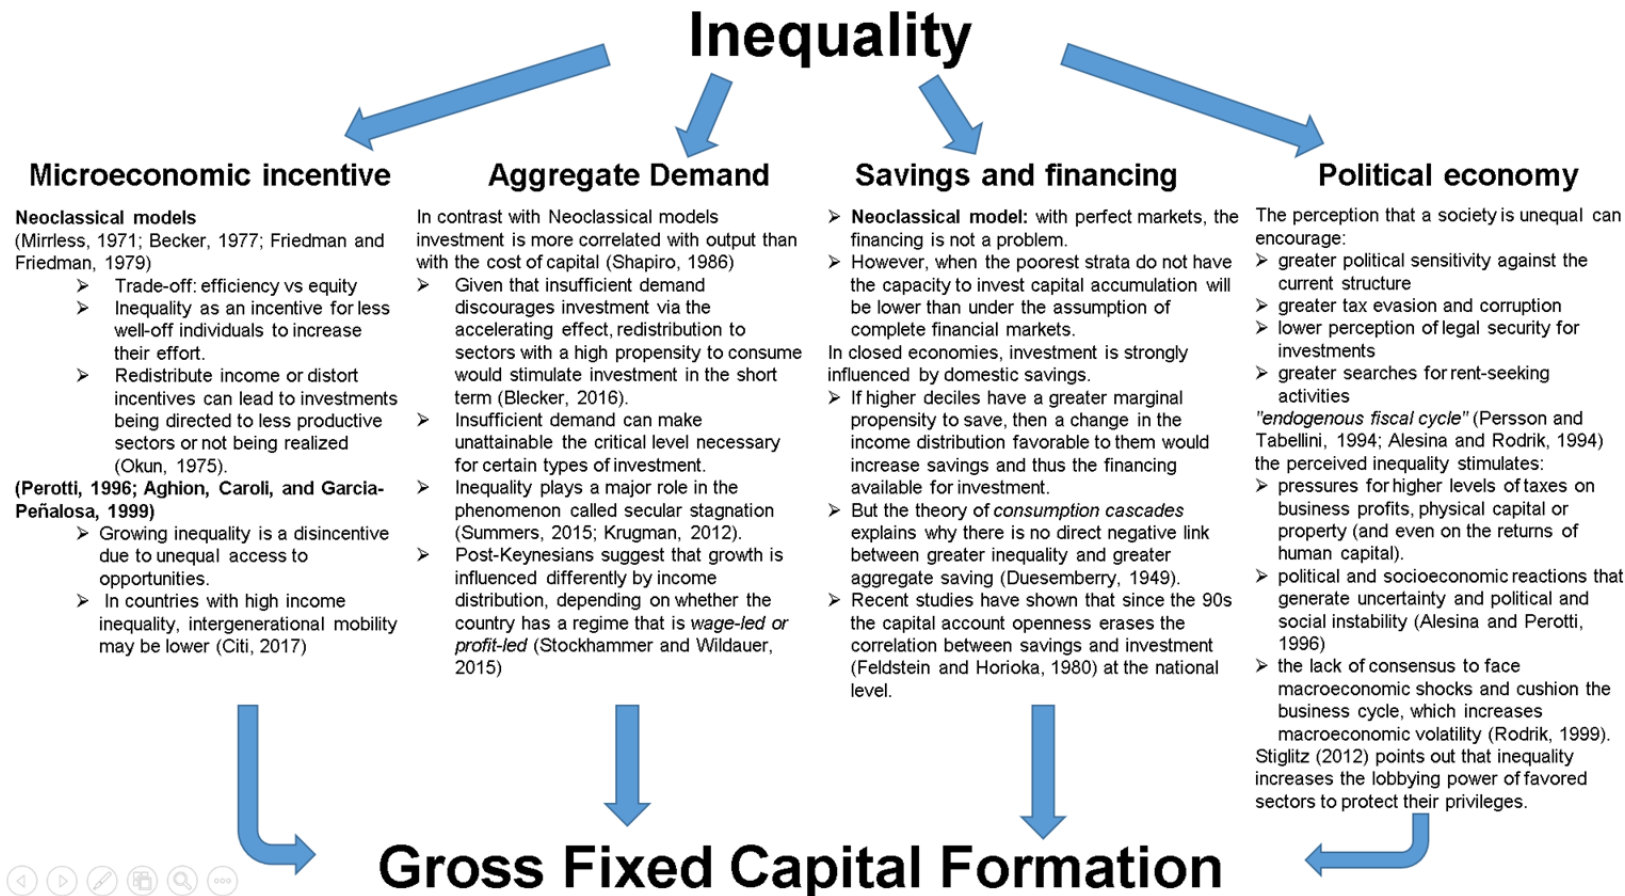 Inequality
Microeconomic incentive
Neoclassical models
(Mirrless, 1971; Becker, 1977; Friedman and
Friedman, 1979)
➢ Trade-off: efficiency vs equity
➢ Inequality as an incentive for less
well-off individuals to increase
their effort.
➢ Redistribute income or distort
incentives can lead to investments
being directed to less productive
sectors or not being realized
(Okun, 1975).
(Perotti, 1996; Aghion, Caroli, and Garcia-
Peñalosa, 1999)
➢ Growing inequality is a disincentive
due to unequal access to
opportunities.
➢ In countries with high income
inequality, intergenerational mobility
may be lower (Citi, 2017)
Aggregate Demand
In contrast with Neoclassical models
investment is more correlated with output than
with the cost of capital (Shapiro, 1986)
➢ Given that insufficient demand
discourages investment via the
accelerating effect, redistribution to
sectors with a high propensity to consume
would stimulate investment in the short
term (Blecker, 2016).
➢ Insufficient demand can make
unattainable the critical level necessary
for certain types of investment.
➢ Inequality plays a major role in the
phenomenon called secular stagnation
(Summers, 2015; Krugman, 2012).
➢ Post-Keynesians suggest that growth is
influenced differently by income
distribution, depending on whether the
country has a regime that is wage-led or
profit-led (Stockhammer and Wildauer,
2015)
Savings and financing
➢ Neoclassical model: with perfect markets, the
financing is not a problem.
➢ However, when the poorest strata do not have
the capacity to invest capital accumulation will
be lower than under the assumption of
complete financial markets.
In closed economies, investment is strongly
influenced by domestic savings.
➢ If higher deciles have a greater marginal
propensity to save, then a change in the
income distribution favorable to them would
increase savings and thus the financing
available for investment.
➢ But the theory of consumption cascades
explains why there is no direct negative link
between greater inequality and greater
aggregate saving (Duesemberry, 1949).
➢ Recent studies have shown that since the 90s
the capital account openness erases the
correlation between savings and investment
(Feldstein and Horioka, 1980) at the national
level.
Political economy
The perception that a society is unequal can
encourage:
➢ greater political sensitivity against the
current structure
➢ greater tax evasion and corruption
➢ lower perception of legal security for
investments
➢ greater searches for rent-seeking
activities
"endogenous fiscal cycle" (Persson and
Tabellini, 1994; Alesina and Rodrik, 1994)
the perceived inequality stimulates:
➢ pressures for higher levels of taxes on
business profits, physical capital or
property (and even on the returns of
human capital).
➢ political and socioeconomic reactions that
generate uncertainty and political and
social instability (Alesina and Perotti,
1996)
➢ the lack of consensus to face
macroeconomic shocks and cushion the
business cycle, which increases
macroeconomic volatility (Rodrik, 1999).
Stiglitz (2012) points out that inequality
increases the lobbying power of favored
sectors to protect their privileges.
Gross Fixed Capital Formation